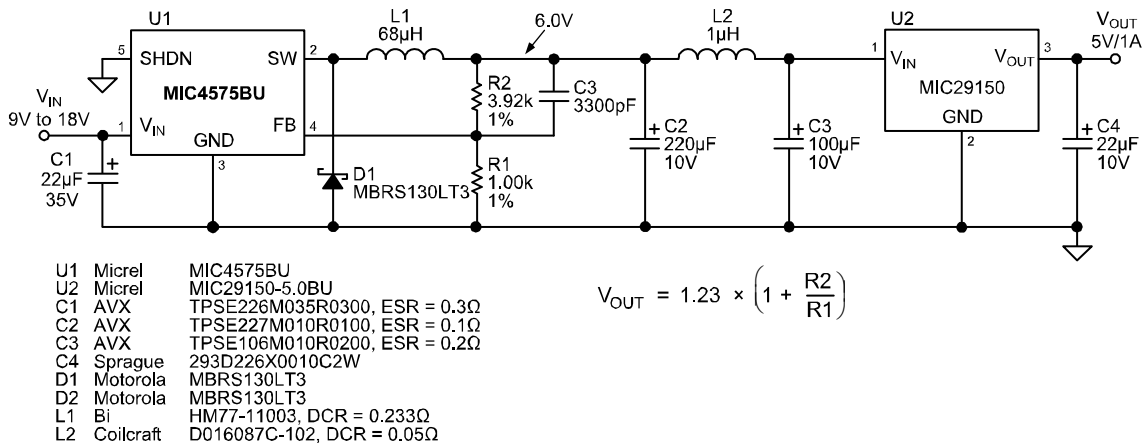 U1
L1
68µH
6.0V
L2
1µH
U2
VOUT
5V/1A
5
SHDN
SW
2
MIC4575BU
VIN
9V to 18V
1
VIN
GND
3
FB
4
R2
3.92k
1%
C3
3300pF
R1
1.00k
1%
D1
MBRS130LT3
C1
22µF
35V
+
C2
220µF
10V
+
C3
100µF
10V
+
1
VIN
VOUT
3
MIC29150
GND
2
C4
22µF
10V
+
U1 Micrel MIC4575BU
U2 Micrel MIC29150-5.0BU
C1 AVX TPSE226M035R0300, ESR = 0.3Ω
C2 AVX TPSE227M010R0100, ESR = 0.1Ω
C3 AVX TPSE106M010R0200, ESR = 0.2Ω
C4 Sprague 293D226X0010C2W
D1 Motorola MBRS130LT3
D2 Motorola MBRS130LT3
L1 Bi HM77-11003, DCR = 0.233Ω
L2 Coilcraft D016087C-102, DCR = 0.05Ω
VOUT = 1.23 × (1 + R2/R1)